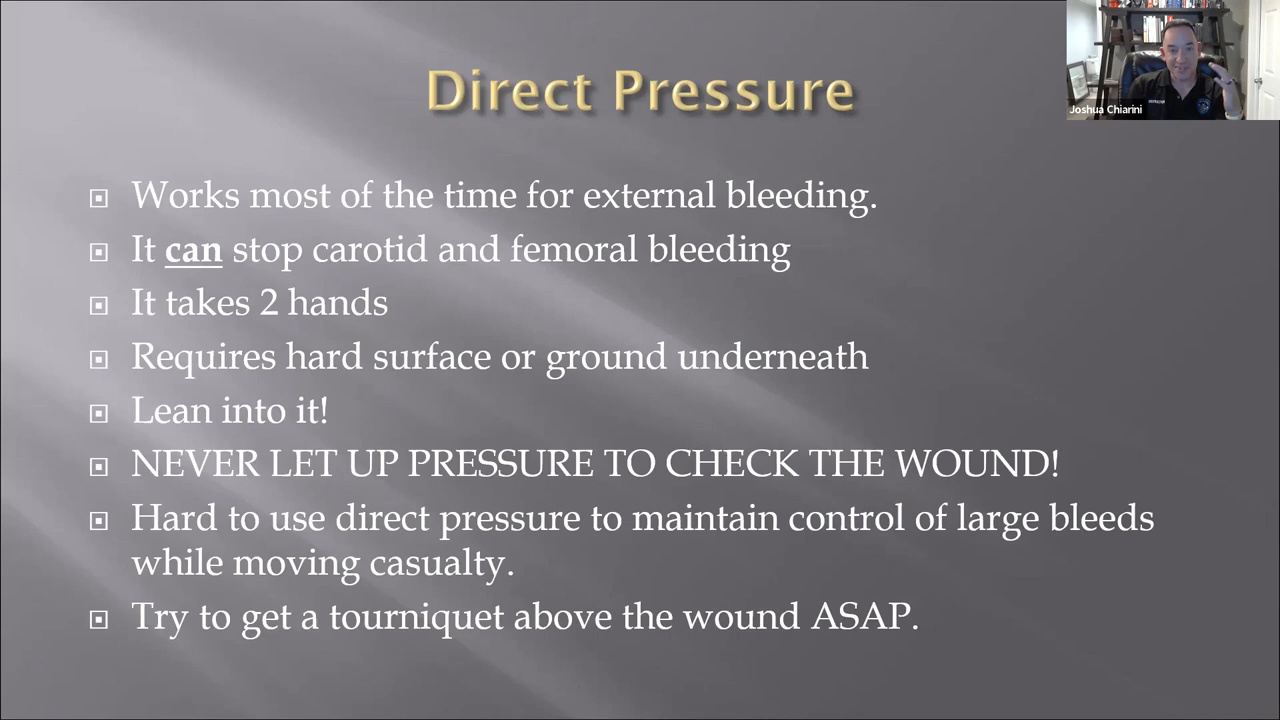 Direct Pressure
Joshua Chiarini
Works most of the time for external bleeding.
It can stop carotid and femoral bleeding
It takes 2 hands
Requires hard surface or ground underneath
Lean into it!
NEVER LET UP PRESSURE TO CHECK THE WOUND!
Hard to use direct pressure to maintain control of large bleeds
while moving casualty.
Try to get a tourniquet above the wound ASAP.